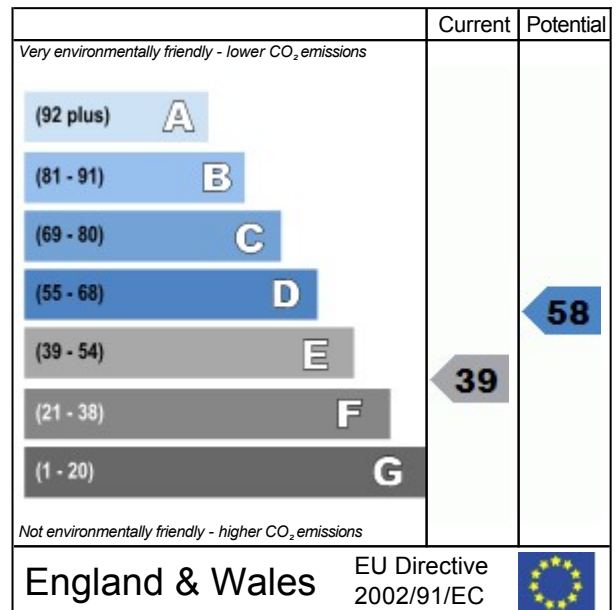 Current Potential
Very environmentally friendly - lower CO₂ emissions
(92 plus) A
(81 - 91) B
(69 - 80) C
(55 - 68) D
58
(39 - 54) E
39
(21 - 38) F
(1 - 20) G
Not environmentally friendly - higher CO₂ emissions
England & Wales
EU Directive
2002/91/EC